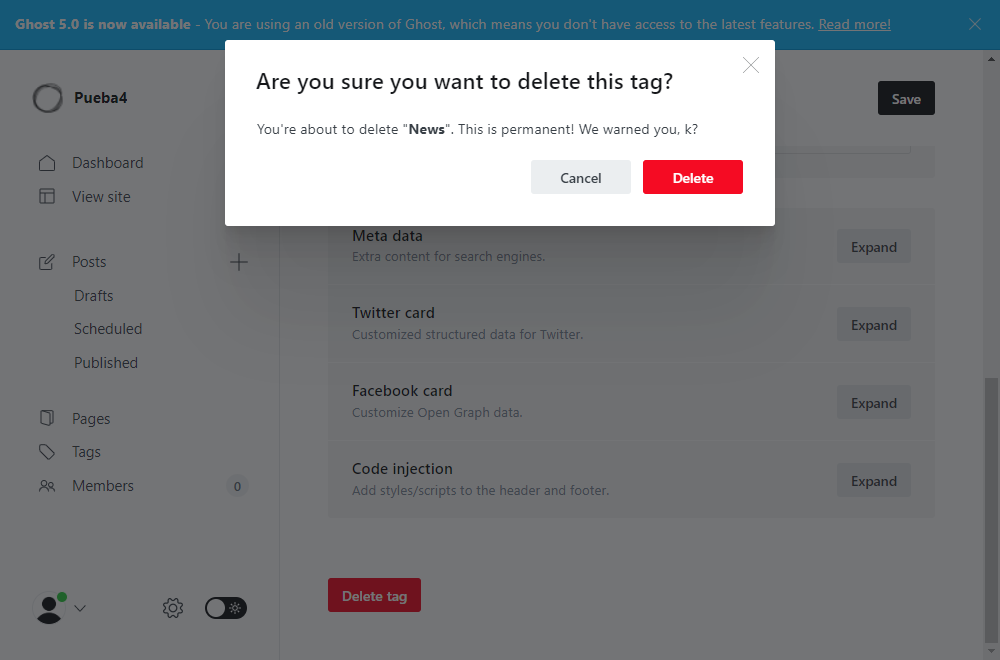 Ghost 5.0 is now available - You are using an old version of Ghost, which means you don't have access to the latest features. Read more!
Are you sure you want to delete this tag?
You're about to delete "News". This is permanent! We warned you, k?
Cancel
Delete
Pueba4
Save
Dashboard
View site
Posts
Drafts
Scheduled
Published
Pages
Tags
Members
0
Meta data
Extra content for search engines.
Expand
Twitter card
Customized structured data for Twitter.
Expand
Facebook card
Customize Open Graph data.
Expand
Code injection
Add styles/scripts to the header and footer.
Expand
Delete tag